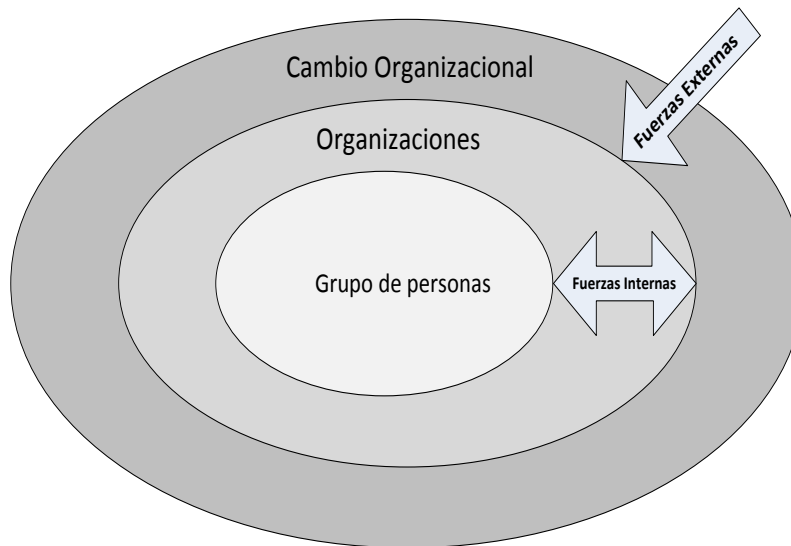 Cambio Organizacional
Fuerzas Externas
Organizaciones
Grupo de personas
Fuerzas Internas